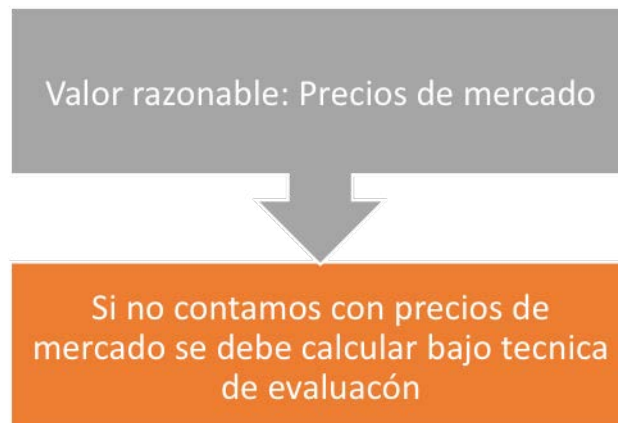 Valor razonable: Precios de mercado
Si no contamos con precios de
mercado se debe calcular bajo tecnica
de evaluacón